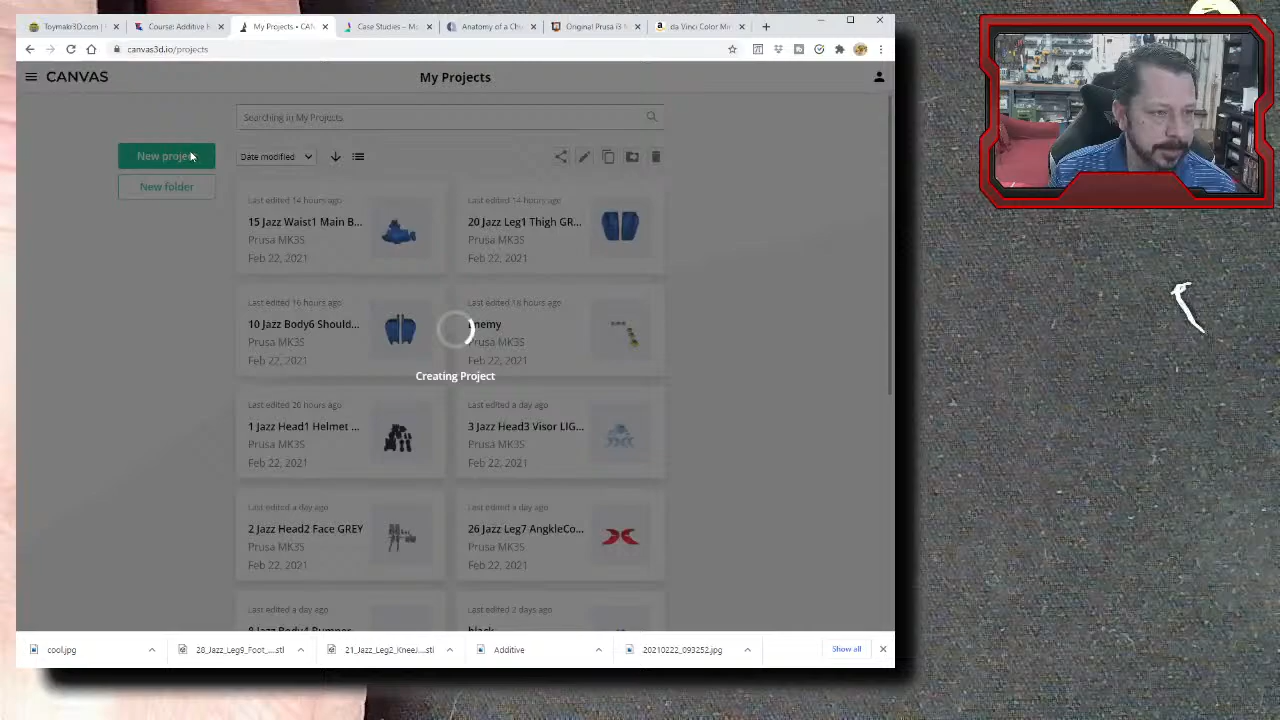 Toymakr3D.com |
Course: Additive
My Projects • CAN
Case Studies – Mo
Anatomy of a Che
Original Prusa i3 M
da Vinci Color Mi
canvas3d.io/projects
CANVAS
My Projects
Searching in My Projects
New project
Date modified
New folder
Last edited 14 hours ago
15 Jazz Waist1 Main B...
Prusa MK3S
Feb 22, 2021
Last edited 14 hours ago
20 Jazz Leg1 Thigh GR...
Prusa MK3S
Feb 22, 2021
Last edited 16 hours ago
10 Jazz Body6 Should...
Prusa MK3S
Feb 22, 2021
Last edited 18 hours ago
Prusa MK3S
Feb 22, 2021
Creating Project
Last edited 20 hours ago
1 Jazz Head1 Helmet ...
Prusa MK3S
Feb 22, 2021
Last edited a day ago
3 Jazz Head3 Visor LIG...
Prusa MK3S
Feb 22, 2021
Last edited a day ago
2 Jazz Head2 Face GREY
Prusa MK3S
Feb 22, 2021
Last edited a day ago
26 Jazz Leg7 AngkleCo...
Prusa MK3S
Feb 22, 2021
Last edited a day ago
Last edited 2 days ago
black
cool.jpg
28_Jazz_Leg9_Foot_....stl
21_Jazz_Leg2_KneeJ....stl
Additive
20210222_093252.jpg
Show all